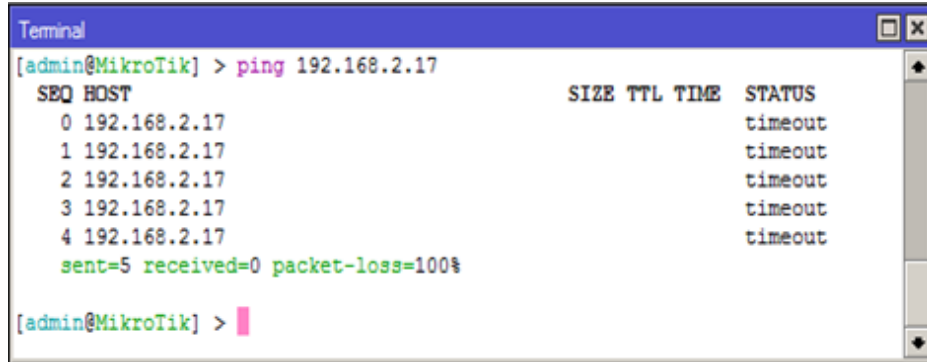 Terminal
[admin@MikroTik] > ping 192.168.2.17
SEQ HOST SIZE TTL TIME STATUS
0 192.168.2.17 timeout
1 192.168.2.17 timeout
2 192.168.2.17 timeout
3 192.168.2.17 timeout
4 192.168.2.17 timeout
sent=5 received=0 packet-loss=100%
[admin@MikroTik] >